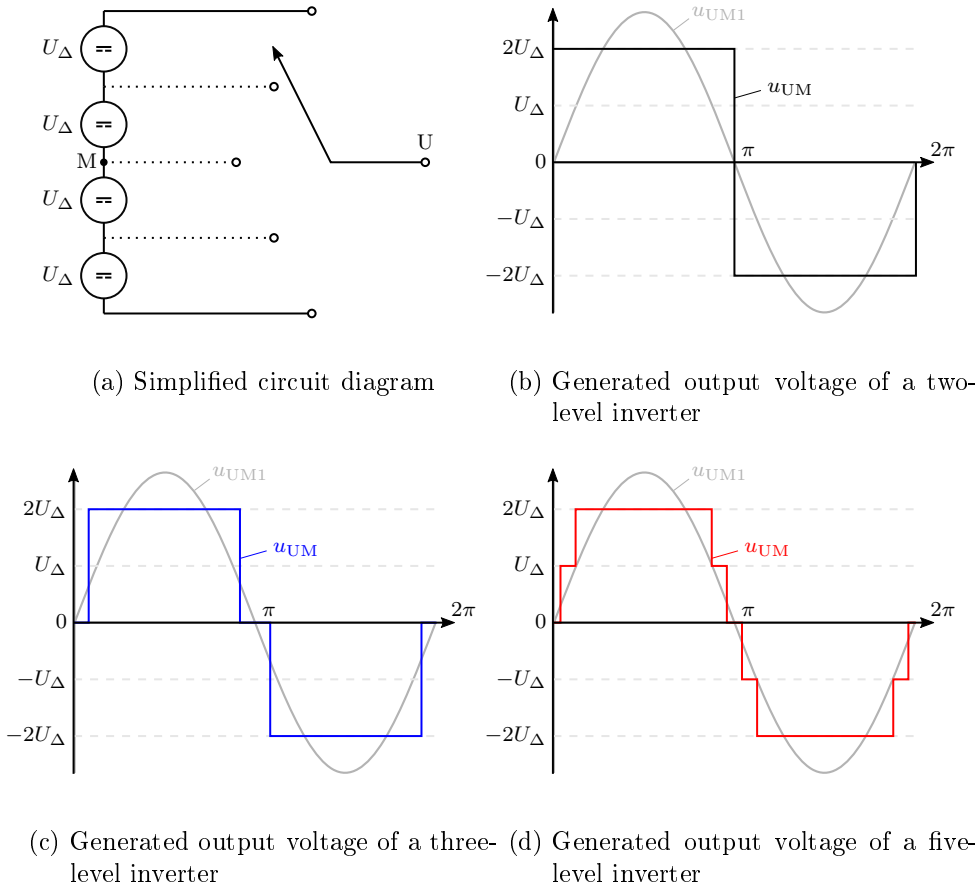 U_Δ
U_Δ
M
U_Δ
U_Δ
U
(a) Simplified circuit diagram
u_UM1
2U_Δ
U_Δ
u_UM
0
π
2π
−U_Δ
−2U_Δ
(b) Generated output voltage of a two-
level inverter
u_UM1
2U_Δ
u_UM
U_Δ
0
π
2π
−U_Δ
−2U_Δ
(c) Generated output voltage of a three-
level inverter
u_UM1
2U_Δ
u_UM
U_Δ
0
π
2π
−U_Δ
−2U_Δ
(d) Generated output voltage of a five-
level inverter